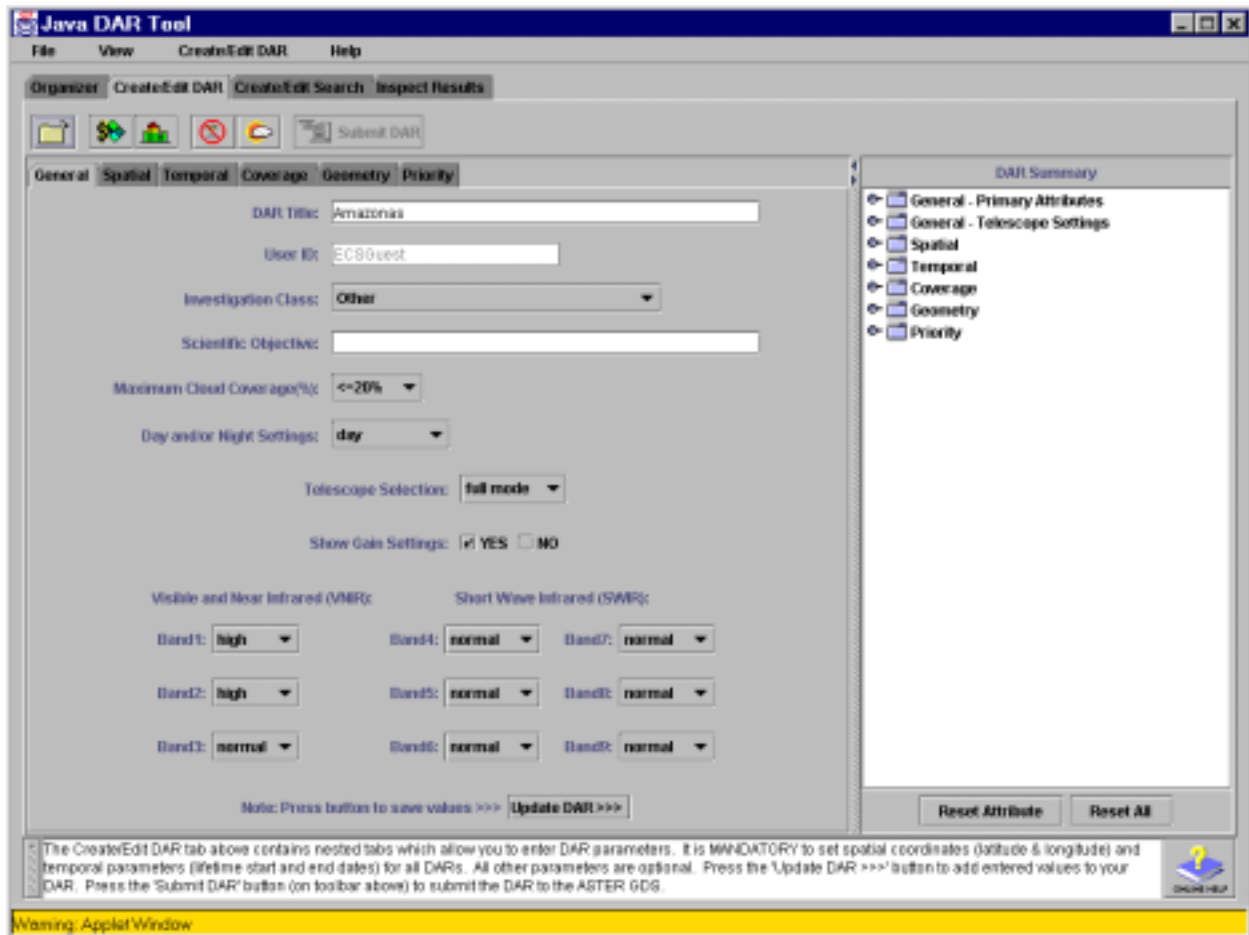 Java DAR Tool
File View Create/Edit DAR Help
Organizer Create/Edit DAR Create/Edit Search Inspect Results
Submit DAR
General Spatial Temporal Coverage Geometry Priority
DAR Title: Amazonas
User ID: ECSGuest
Investigation Class: Other
Scientific Objective:
Maximum Cloud Coverage(%): <=20%
Day and/or Night Settings: day
Telescope Selection: full mode
Show Gain Settings: YES NO
Visible and Near Infrared (VNIR): Short Wave Infrared (SWIR):
Band1: high Band4: normal Band7: normal
Band2: high Band5: normal Band8: normal
Band3: normal Band6: normal Band9: normal
Note: Press button to save values >>> Update DAR >>>
DAR Summary
General - Primary Attributes
General - Telescope Settings
Spatial
Temporal
Coverage
Geometry
Priority
Reset Attribute Reset All
The Create/Edit DAR tab above contains nested tabs which allow you to enter DAR parameters. It is MANDATORY to set spatial coordinates (latitude & longitude) and
temporal parameters (lifetime start and end dates) for all DARs. All other parameters are optional. Press the 'Update DAR >>>' button to add entered values to your
DAR. Press the 'Submit DAR' button (on toolbar above) to submit the DAR to the ASTER GDS.
ONLINE HELP
Warning: Applet Window